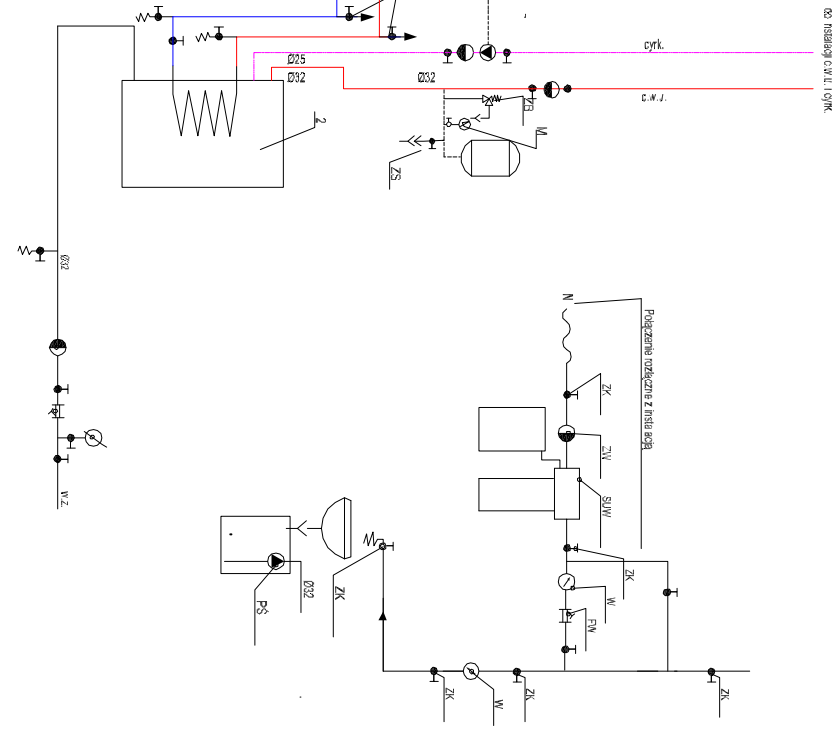 cyrk.
do instalacji c.w.u. i cyrk.
Ø25
Ø32
Ø32
c.w.u.
ZB
M
2
ZS
Ø32
N
Połączenie rozłączne z instalacją
ZK
ZW
SUW
w.z.
ZK
Ø32
ZK
W
PŚ
FW
ZK
W
ZK
ZK